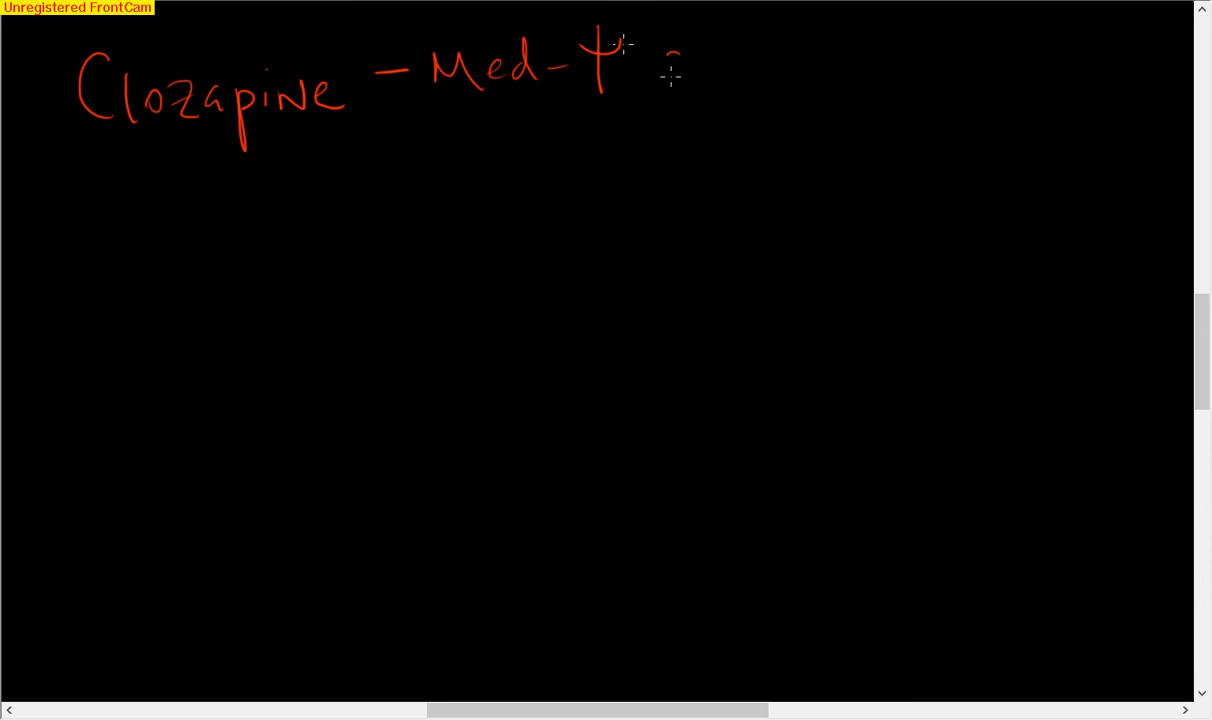 Unregistered FrontCam
Clozapine - Med - Ψ